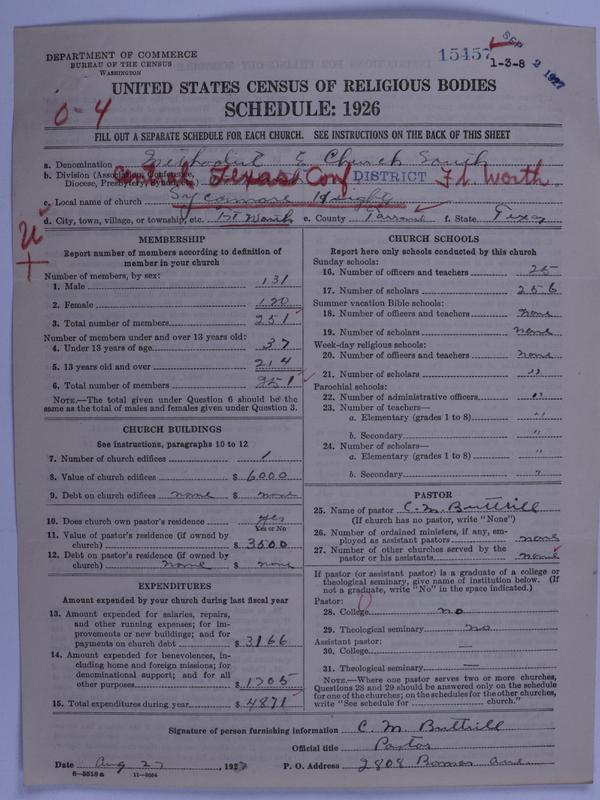 DEPARTMENT OF COMMERCE
BUREAU OF THE CENSUS
WASHINGTON
15457
1-3-8
SEP 2 1927
UNITED STATES CENSUS OF RELIGIOUS BODIES
SCHEDULE: 1926
0-4
FILL OUT A SEPARATE SCHEDULE FOR EACH CHURCH. SEE INSTRUCTIONS ON THE BACK OF THIS SHEET
a. Denomination Methodist E. Church South
b. Division (Association, Conference, Diocese, Presbytery, Synod, etc.) Central Texas Conf DISTRICT Ft. Worth
c. Local name of church Sycamore Heights
d. City, town, village, or township, etc. Ft Worth e. County Tarrant f. State Texas
MEMBERSHIP
Report number of members according to definition of
member in your church
Number of members, by sex:
1. Male 131
2. Female 120
3. Total number of members 251
Number of members under and over 13 years old:
4. Under 13 years of age 37
5. 13 years old and over 214
6. Total number of members 251
NOTE.—The total given under Question 6 should be the
same as the total of males and females given under Question 3.
CHURCH BUILDINGS
See instructions, paragraphs 10 to 12
7. Number of church edifices 1
8. Value of church edifices $ 6000
9. Debt on church edifices none $ none
10. Does church own pastor's residence yes
Yes or No
11. Value of pastor's residence (if owned by
church) $ 3500
12. Debt on pastor's residence (if owned by
church) none $ none
EXPENDITURES
Amount expended by your church during last fiscal year
13. Amount expended for salaries, repairs,
and other running expenses; for im-
provements or new buildings; and for
payments on church debt $ 3166
14. Amount expended for benevolences, in-
cluding home and foreign missions; for
denominational support; and for all
other purposes $ 1705
15. Total expenditures during year $ 4871
CHURCH SCHOOLS
Report here only schools conducted by this church
Sunday schools:
16. Number of officers and teachers 25
17. Number of scholars 256
Summer vacation Bible schools:
18. Number of officers and teachers none
19. Number of scholars none
Week-day religious schools:
20. Number of officers and teachers none
21. Number of scholars "
Parochial schools:
22. Number of administrative officers "
23. Number of teachers—
a. Elementary (grades 1 to 8) "
b. Secondary "
24. Number of scholars—
a. Elementary (grades 1 to 8) "
b. Secondary "
PASTOR
25. Name of pastor C. M. Buttrill
(If church has no pastor, write "None")
26. Number of ordained ministers, if any, em-
ployed as assistant pastors none
27. Number of other churches served by the
pastor or his assistants none
If pastor (or assistant pastor) is a graduate of a college or
theological seminary, give name of institution below. (If
not a graduate, write "No" in the space indicated.)
Pastor:
28. College no
29. Theological seminary no
Assistant pastor:
30. College —
31. Theological seminary —
NOTE.—Where one pastor serves two or more churches,
Questions 28 and 29 should be answered only on the schedule
for one of the churches; on the schedules for the other churches,
write "See schedule for church."
Signature of person furnishing information C. M. Buttrill
Official title Pastor
Date Aug 27, 1927 P. O. Address 2808 Ave
8—5518a 11—9554